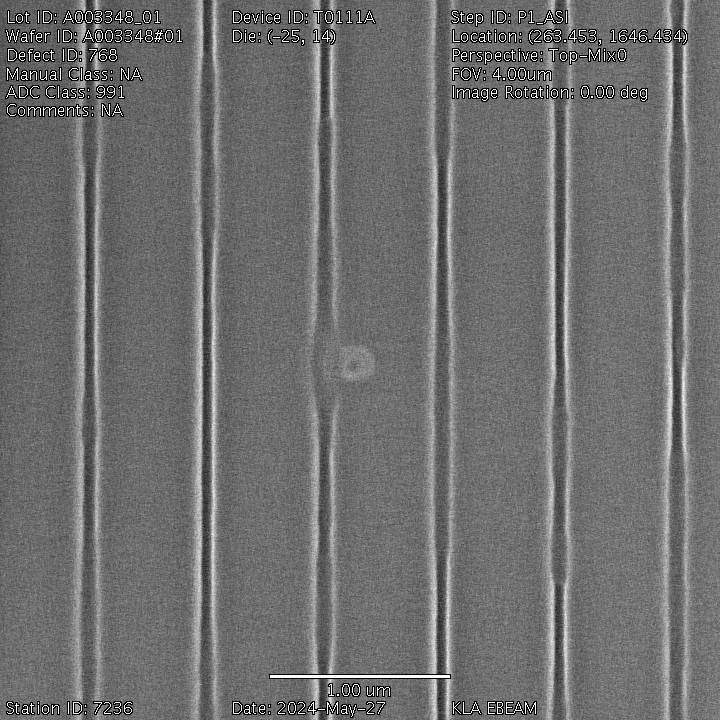 Lot ID: A003348_01
Wafer ID: A003348#01
Defect ID: 768
Manual Class: NA
ADC Class: 991
Comments: NA
Device ID: T0111A
Die: (-25, 14)
Step ID: P1_ASI
Location: (263.453, 1646.434)
Perspective: Top-Mix0
FOV: 4.00um
Image Rotation: 0.00 deg
1.00 um
Station ID: 7236
Date: 2024-May-27
KLA EBEAM